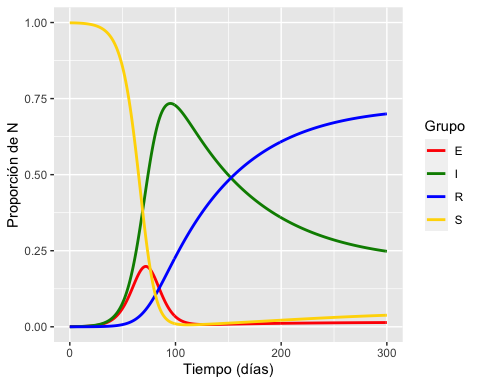 1.00
0.75
0.50
0.25
0.00
Proporción de N
0
100
200
300
Tiempo (días)
Grupo
E
I
R
S